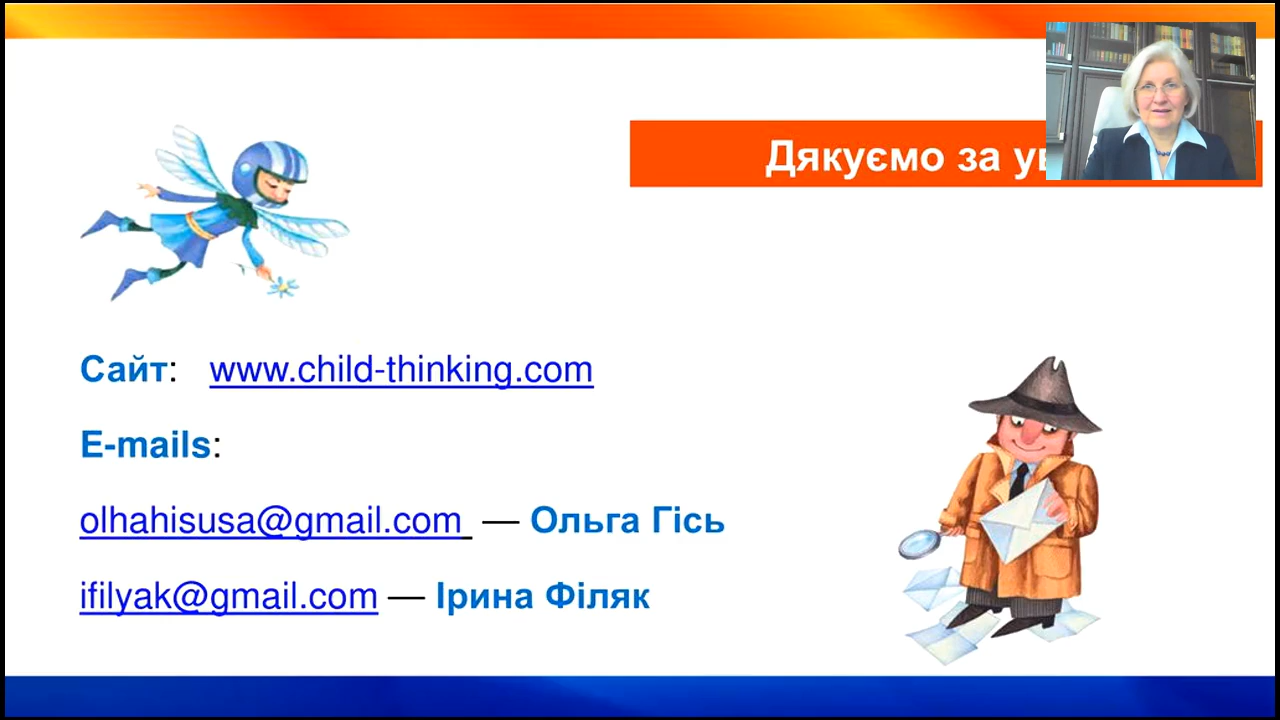 Дякуємо за
Сайт: www.child-thinking.com
E-mails:
olhahisusa@gmail.com — Ольга Гісь
ifilyak@gmail.com — Ірина Філяк